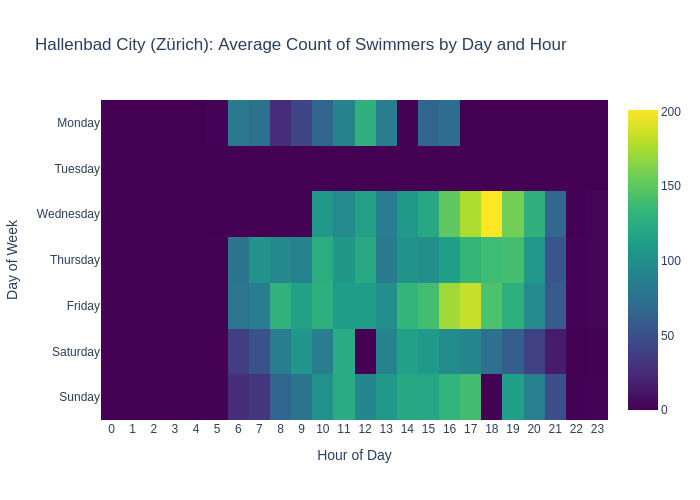 Hallenbad City (Zürich): Average Count of Swimmers by Day and Hour
Monday
Tuesday
Wednesday
Thursday
Friday
Saturday
Sunday
Day of Week
0 1 2 3 4 5 6 7 8 9 10 11 12 13 14 15 16 17 18 19 20 21 22 23
Hour of Day
200
150
100
50
0